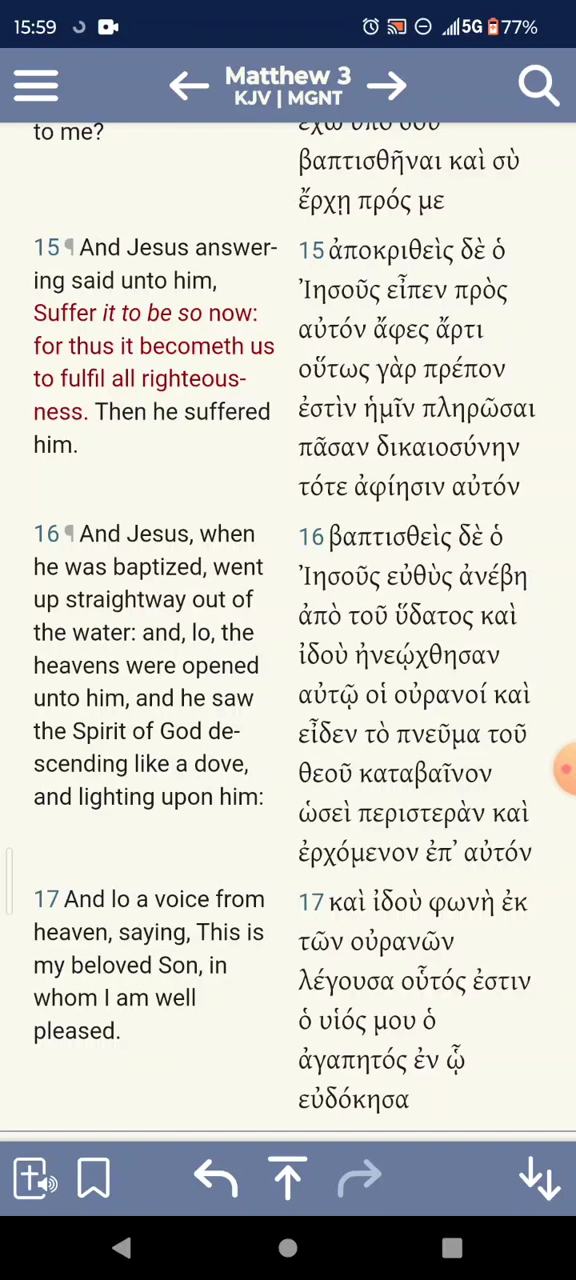 15:59
5G 77%
Matthew 3
KJV | MGNT
to me?
βαπτισθῆναι καὶ σὺ
ἔρχῃ πρός με
15 ¶ And Jesus answer-
ing said unto him,
Suffer it to be so now:
for thus it becometh us
to fulfil all righteous-
ness. Then he suffered
him.
15 ἀποκριθεὶς δὲ ὁ
Ἰησοῦς εἶπεν πρὸς
αὐτόν ἄφες ἄρτι
οὕτως γὰρ πρέπον
ἐστὶν ἡμῖν πληρῶσαι
πᾶσαν δικαιοσύνην
τότε ἀφίησιν αὐτόν
16 ¶ And Jesus, when
he was baptized, went
up straightway out of
the water: and, lo, the
heavens were opened
unto him, and he saw
the Spirit of God de-
scending like a dove,
and lighting upon him:
16 βαπτισθεὶς δὲ ὁ
Ἰησοῦς εὐθὺς ἀνέβη
ἀπὸ τοῦ ὕδατος καὶ
ἰδοὺ ἠνεῴχθησαν
αὐτῷ οἱ οὐρανοί καὶ
εἶδεν τὸ πνεῦμα τοῦ
θεοῦ καταβαῖνον
ὡσεὶ περιστερὰν καὶ
ἐρχόμενον ἐπ’ αὐτόν
17 And lo a voice from
heaven, saying, This is
my beloved Son, in
whom I am well
pleased.
17 καὶ ἰδοὺ φωνὴ ἐκ
τῶν οὐρανῶν
λέγουσα οὗτός ἐστιν
ὁ υἱός μου ὁ
ἀγαπητός ἐν ᾧ
εὐδόκησα